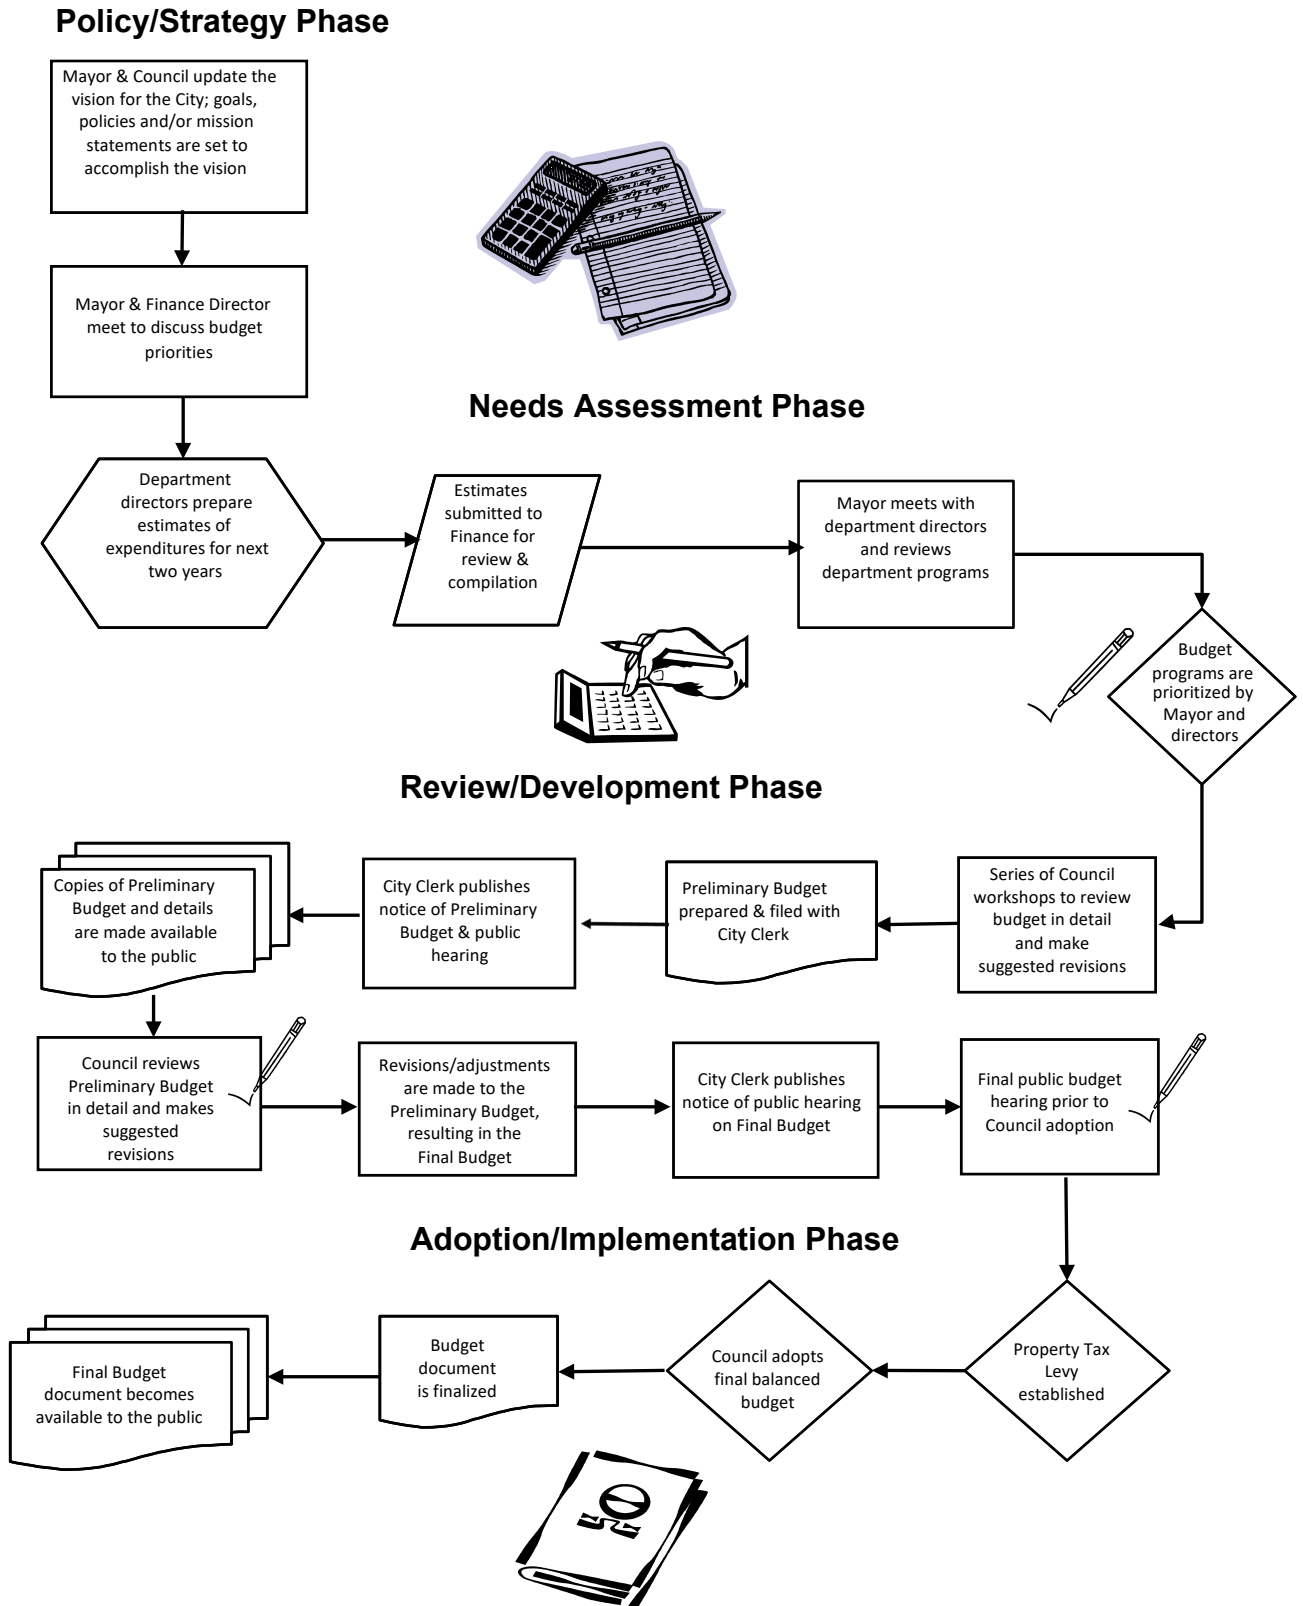 Policy/Strategy Phase
Mayor & Council update the
vision for the City; goals,
policies and/or mission
statements are set to
accomplish the vision
Mayor & Finance Director
meet to discuss budget
priorities
Needs Assessment Phase
Department
directors prepare
estimates of
expenditures for next
two years
Estimates
submitted to
Finance for
review &
compilation
Mayor meets with
department directors
and reviews
department programs
Budget
programs are
prioritized by
Mayor and
directors
Review/Development Phase
Series of Council
workshops to review
budget in detail
and make
suggested revisions
Preliminary Budget
prepared & filed with
City Clerk
City Clerk publishes
notice of Preliminary
Budget & public
hearing
Copies of Preliminary
Budget and details
are made available
to the public
Council reviews
Preliminary Budget
in detail and makes
suggested
revisions
Revisions/adjustments
are made to the
Preliminary Budget,
resulting in the
Final Budget
City Clerk publishes
notice of public hearing
on Final Budget
Final public budget
hearing prior to
Council adoption
Adoption/Implementation Phase
Property Tax
Levy
established
Council adopts
final balanced
budget
Budget
document
is finalized
Final Budget
document becomes
available to the public